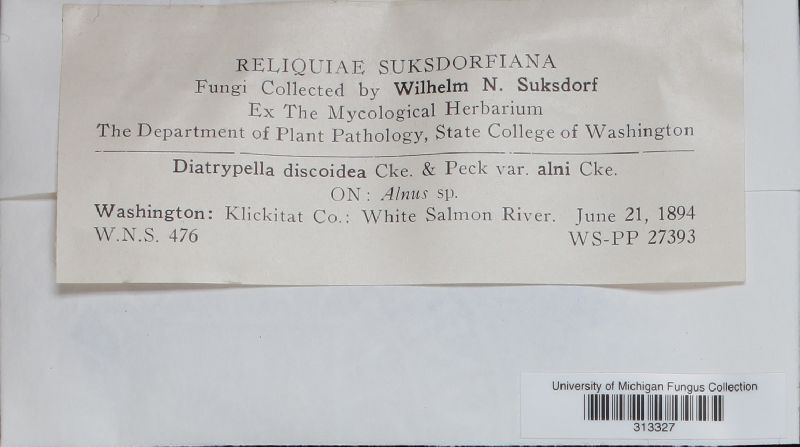 RELIQUIAE SUKSDORFIANA
Fungi Collected by Wilhelm N. Suksdorf
Ex The Mycological Herbarium
The Department of Plant Pathology, State College of Washington
Diatrypella discoidea Cke. & Peck var. alni Cke.
ON: Alnus sp.
Washington: Klickitat Co.: White Salmon River. June 21, 1894
W.N.S. 476 WS-PP 27393
University of Michigan Fungus Collection
313327